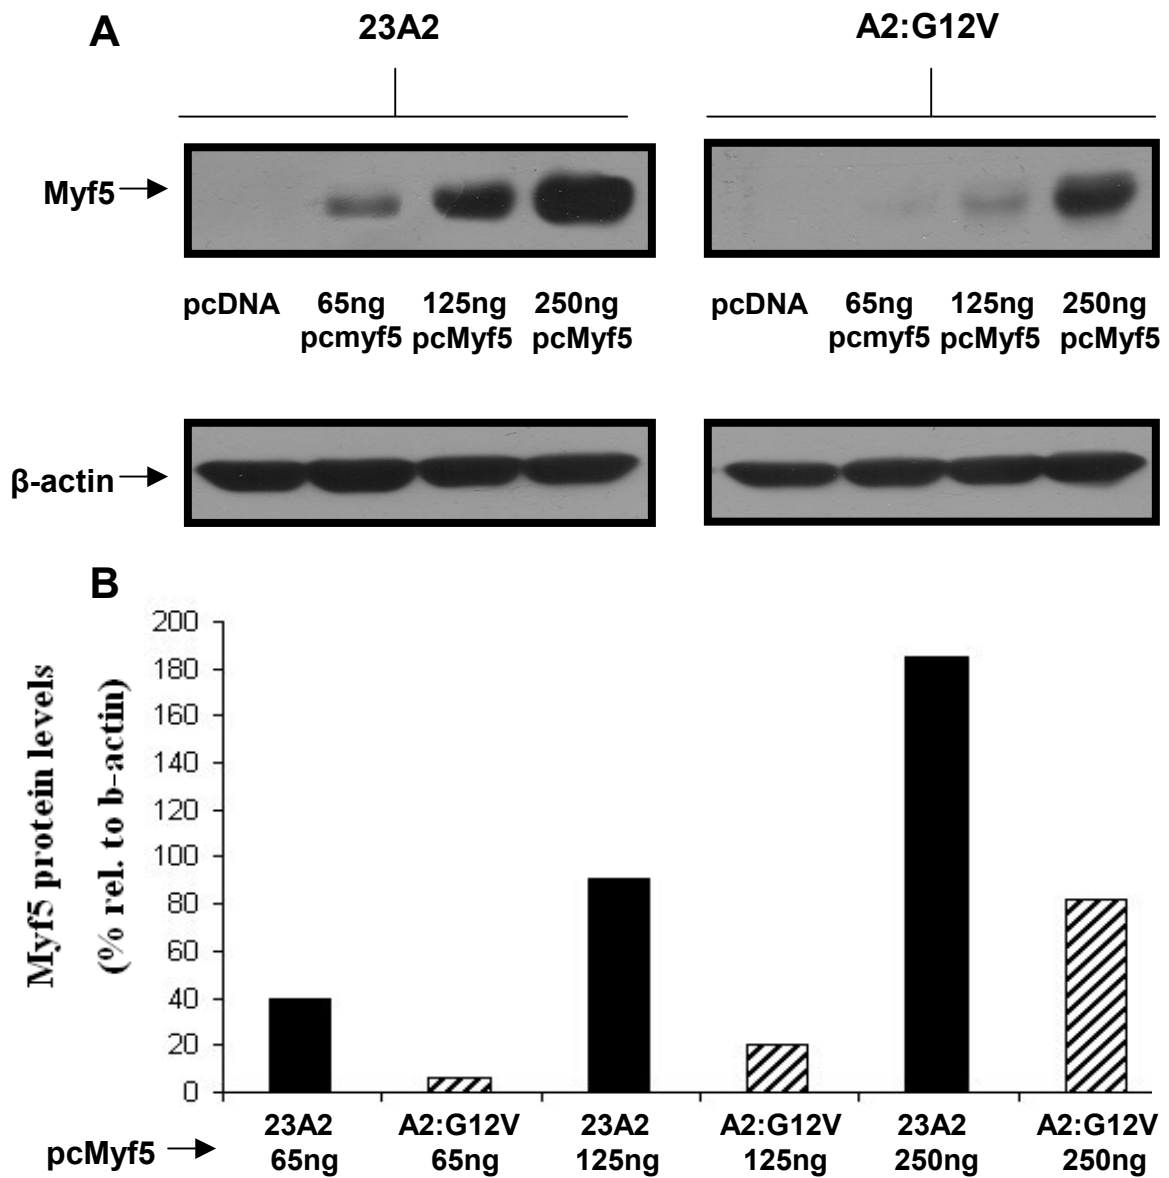 A
23A2
A2:G12V
Myf5
pcDNA 65ng 125ng 250ng pcDNA 65ng 125ng 250ng
pcmyf5 pcMyf5 pcMyf5 pcmyf5 pcMyf5 pcMyf5
β-actin
B
Myf5 protein levels
(% rel. to b-actin)
200
180
160
140
120
100
80
60
40
20
0
23A2 A2:G12V 23A2 A2:G12V 23A2 A2:G12V
pcMyf5
65ng 65ng 125ng 125ng 250ng 250ng